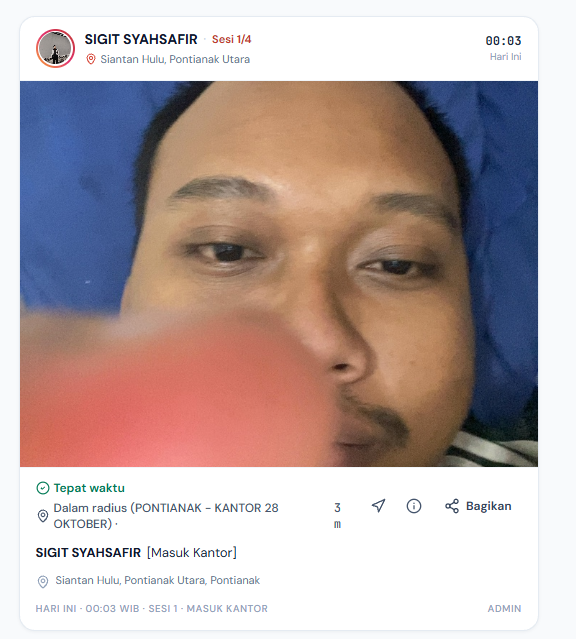 SIGIT SYAHSAFIR · Sesi 1/4
00:03
Siantan Hulu, Pontianak Utara
Hari Ini
Tepat waktu
Dalam radius (PONTIANAK - KANTOR 28
OKTOBER) ·
3
m
Bagikan
SIGIT SYAHSAFIR [Masuk Kantor]
Siantan Hulu, Pontianak Utara, Pontianak
HARI INI · 00:03 WIB · SESI 1 · MASUK KANTOR
ADMIN